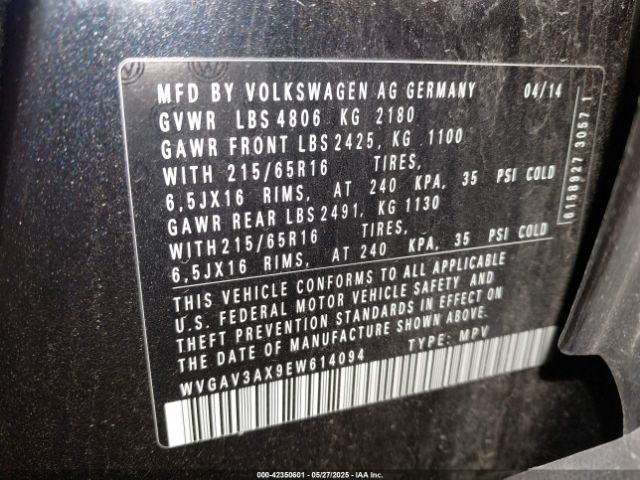 MFD BY VOLKSWAGEN AG GERMANY 04/14
GVWR LBS 4806 KG 2180
GAWR FRONT LBS 2425, KG 1100
WITH 215/65R16 TIRES,
6,5JX16 RIMS, AT 240 KPA, 35 PSI COLD
GAWR REAR LBS 2491, KG 1130
WITH 215/65R16 TIRES,
6,5JX16 RIMS, AT 240 KPA, 35 PSI COLD
THIS VEHICLE CONFORMS TO ALL APPLICABLE
U.S. FEDERAL MOTOR VEHICLE SAFETY AND
THEFT PREVENTION STANDARDS IN EFFECT ON
THE DATE OF MANUFACTURE SHOWN ABOVE.
WVGAV3AX9EW614094 TYPE: MPV
6158927 3057 1
000-42350601 - 05/27/2025 - IAA Inc.